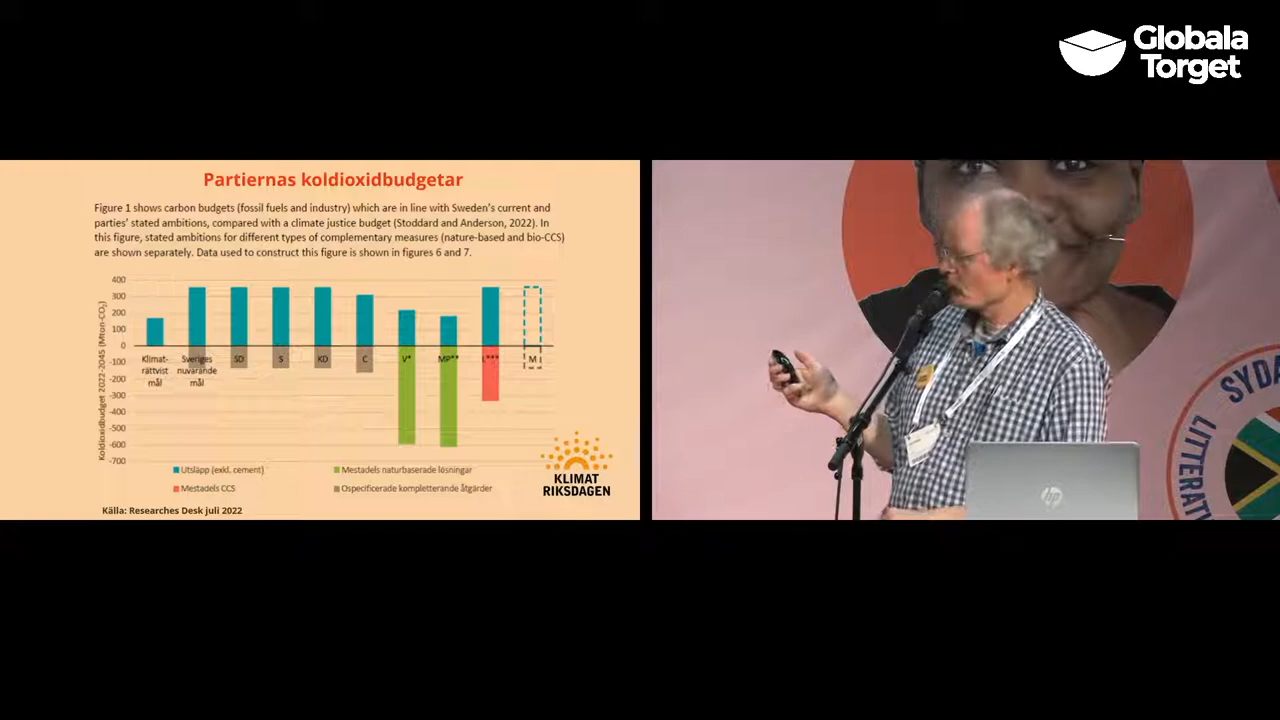 Globala
Torget
Partiernas koldioxidbudgetar
Figure 1 shows carbon budgets (fossil fuels and industry) which are in line with Sweden's current and
parties' stated ambitions, compared with a climate justice budget (Stoddard and Anderson, 2022). In
this figure, stated ambitions for different types of complementary measures (nature-based and bio-CCS)
are shown separately. Data used to construct this figure is shown in figures 6 and 7.
Koldioxidbudget 2022-2045 (Mton-CO2)
400
300
200
100
0
-100
-200
-300
-400
-500
-600
-700
Klimat-
rättvist
mål
Sveriges
nuvarande
mål
SD
S
KD
C
V*
MP**
L***
M
Utsläpp (exkl. cement)
Mestadels naturbaserade lösningar
Mestadels CCS
Ospecificerade kompletterande åtgärder
KLIMAT
RIKSDAGEN
Källa: Researches Desk juli 2022
SYDA
LITTERAT
hp